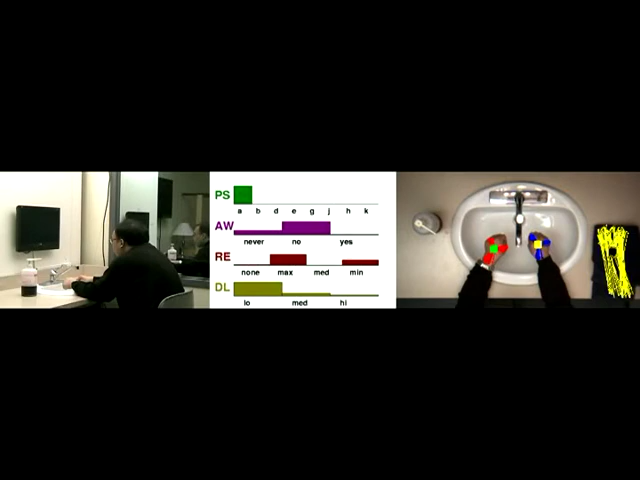 PS
a b d e g j h k
AW
never no yes
RE
none max med min
DL
lo med hi